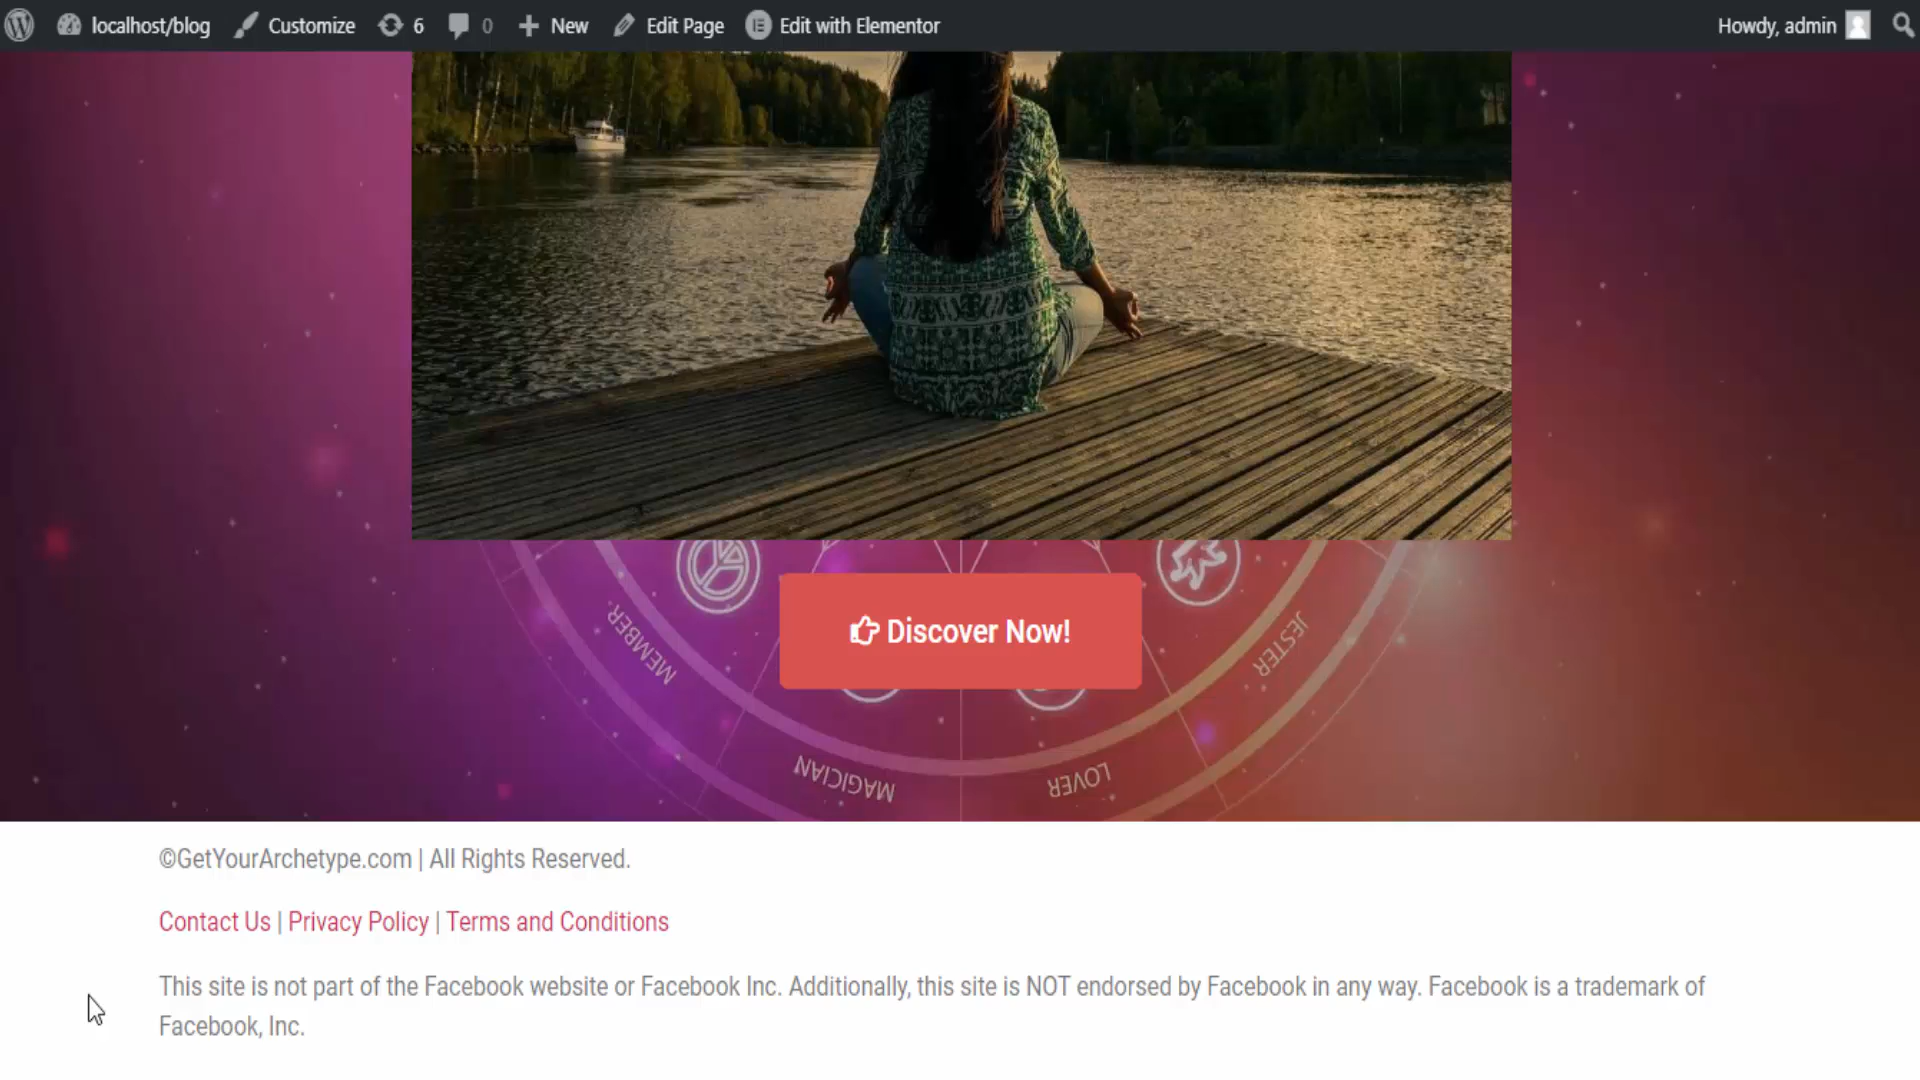 localhost/blog Customize 6 0 New Edit Page Edit with Elementor Howdy, admin
Discover Now!
MEMBER
JESTER
MAGICIAN
LOVER
©GetYourArchetype.com | All Rights Reserved.
Contact Us | Privacy Policy | Terms and Conditions
This site is not part of the Facebook website or Facebook Inc. Additionally, this site is NOT endorsed by Facebook in any way. Facebook is a trademark of
Facebook, Inc.